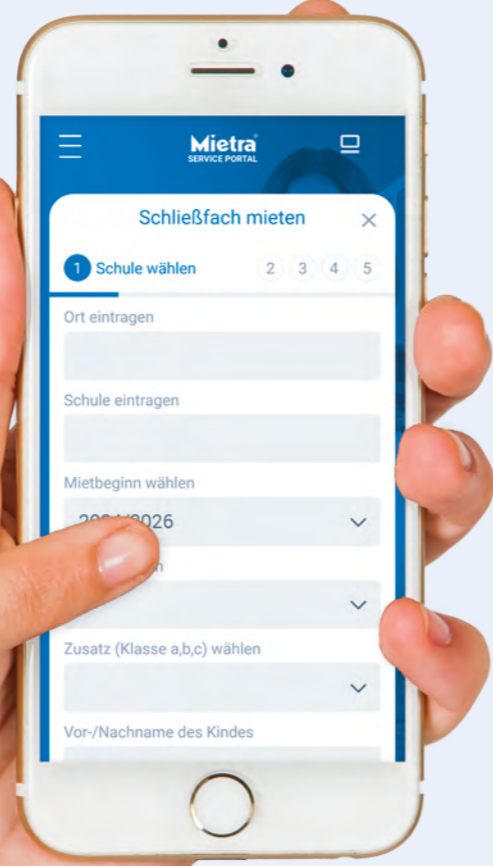 Mietra
SERVICE PORTAL
Schließfach mieten
1 Schule wählen 2 3 4 5
Ort eintragen
Schule eintragen
Mietbeginn wählen
Zusatz (Klasse a,b,c) wählen
Vor-/Nachname des Kindes